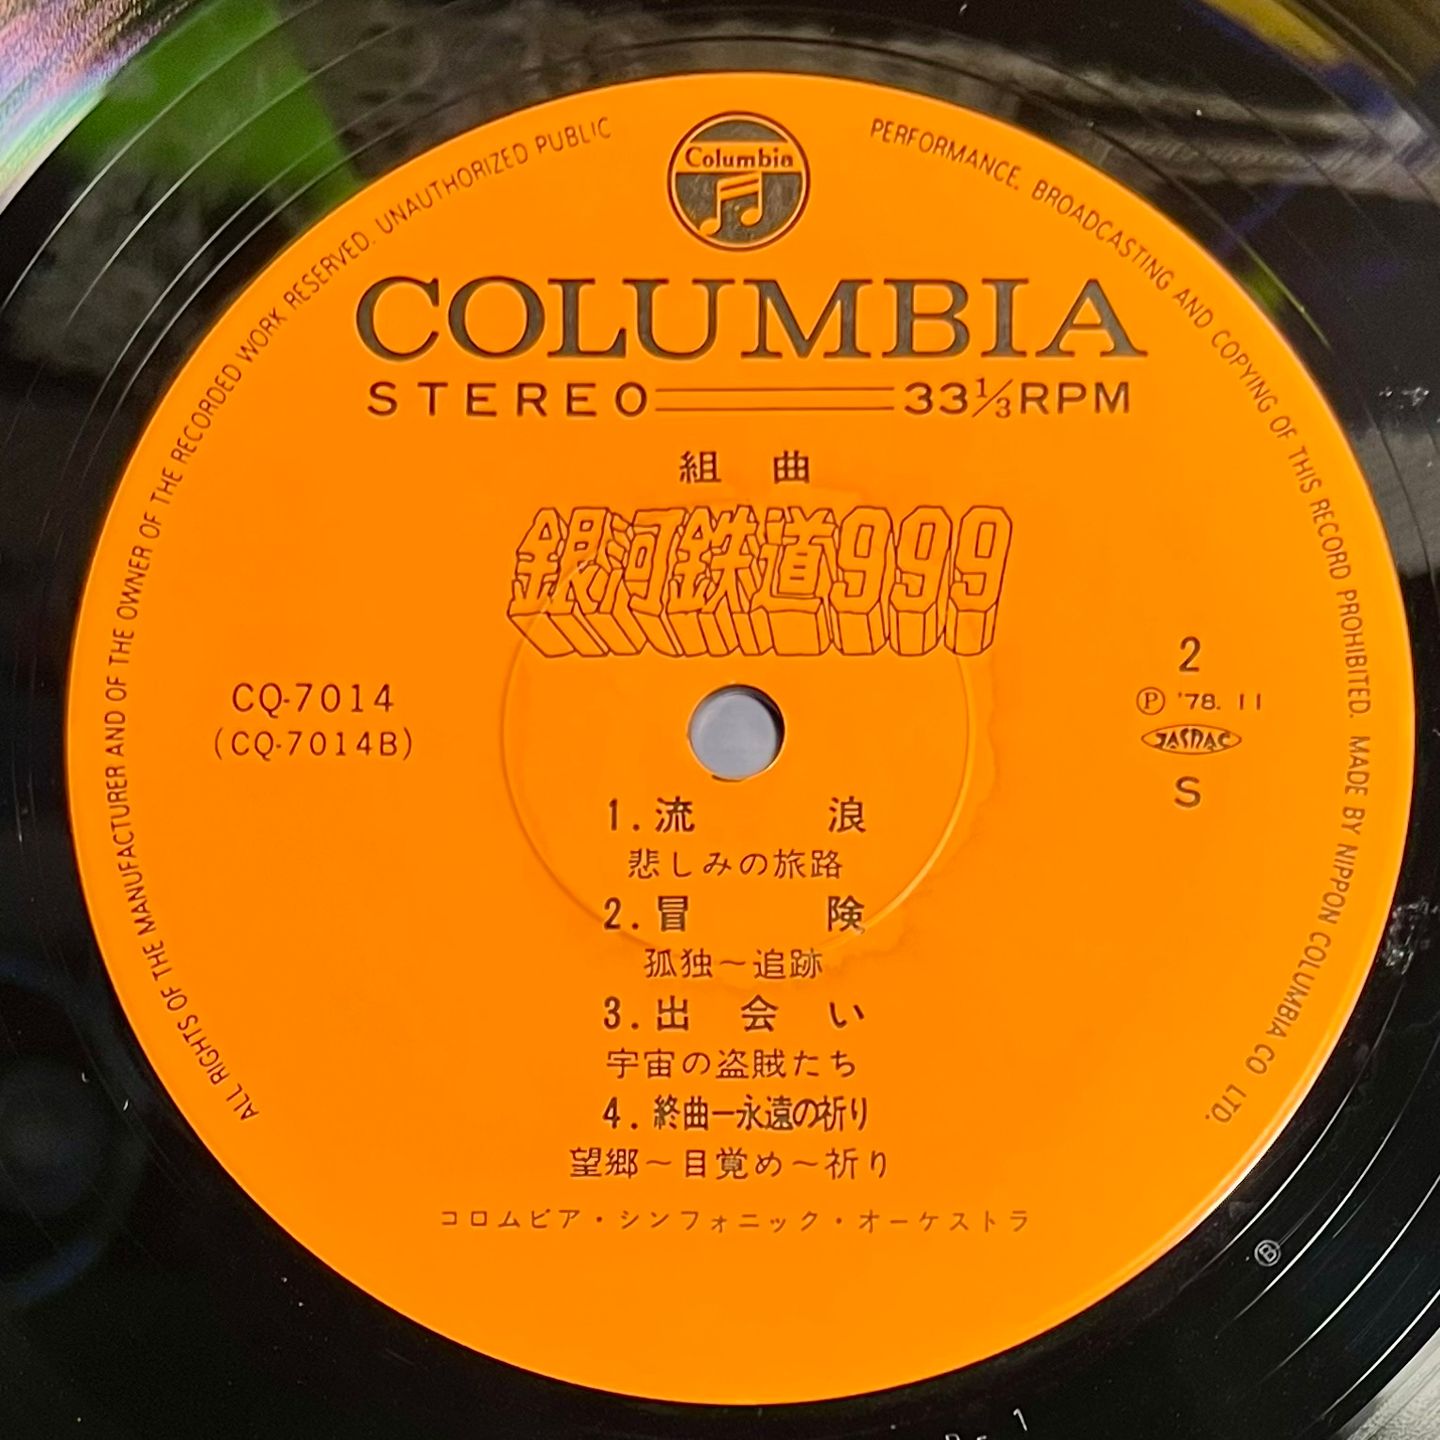 Columbia
ALL RIGHTS OF THE MANUFACTURER AND OF THE OWNER OF THE RECORDED WORK RESERVED. UNAUTHORIZED PUBLIC
PERFORMANCE. BROADCASTING AND COPYING OF THIS RECORD PROHIBITED. MADE BY NIPPON COLUMBIA CO LTD.
COLUMBIA
STEREO 33⅓RPM
組曲
銀河鉄道999
CQ-7014
(CQ-7014B)
2
Ⓟ '78. 11
JASRAC
S
1. 流浪
悲しみの旅路
2. 冒険
孤独〜追跡
3. 出会い
宇宙の盗賊たち
4. 終曲―永遠の祈り
望郷〜目覚め〜祈り
コロムビア・シンフォニック・オーケストラ
Ⓑ